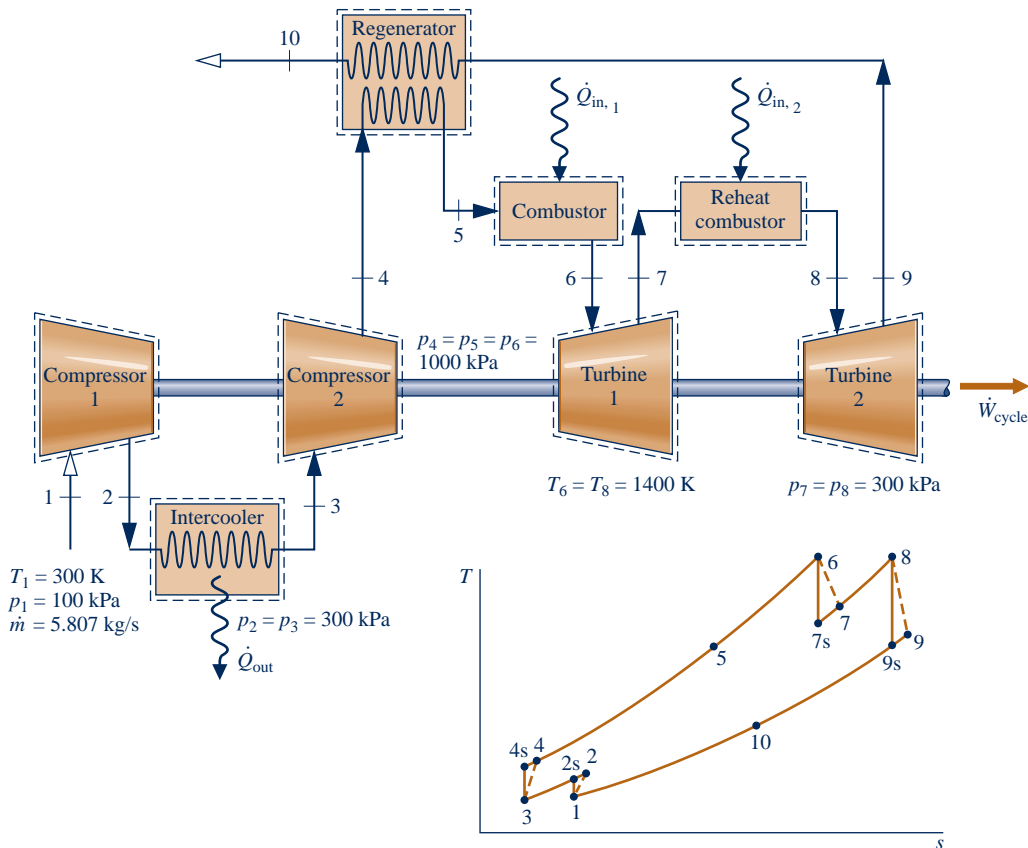 Regenerator
10
Q̇in, 1
Q̇in, 2
Combustor
Reheat
combustor
5
4
6
7
8
9
p4 = p5 = p6 =
1000 kPa
Compressor
1
Compressor
2
Turbine
1
Turbine
2
Ẇcycle
1
2
3
T6 = T8 = 1400 K
p7 = p8 = 300 kPa
Intercooler
T1 = 300 K
p1 = 100 kPa
ṁ = 5.807 kg/s
p2 = p3 = 300 kPa
Q̇out
T
6
8
7
7s
9
9s
5
10
4s
4
2s
2
3
1
s